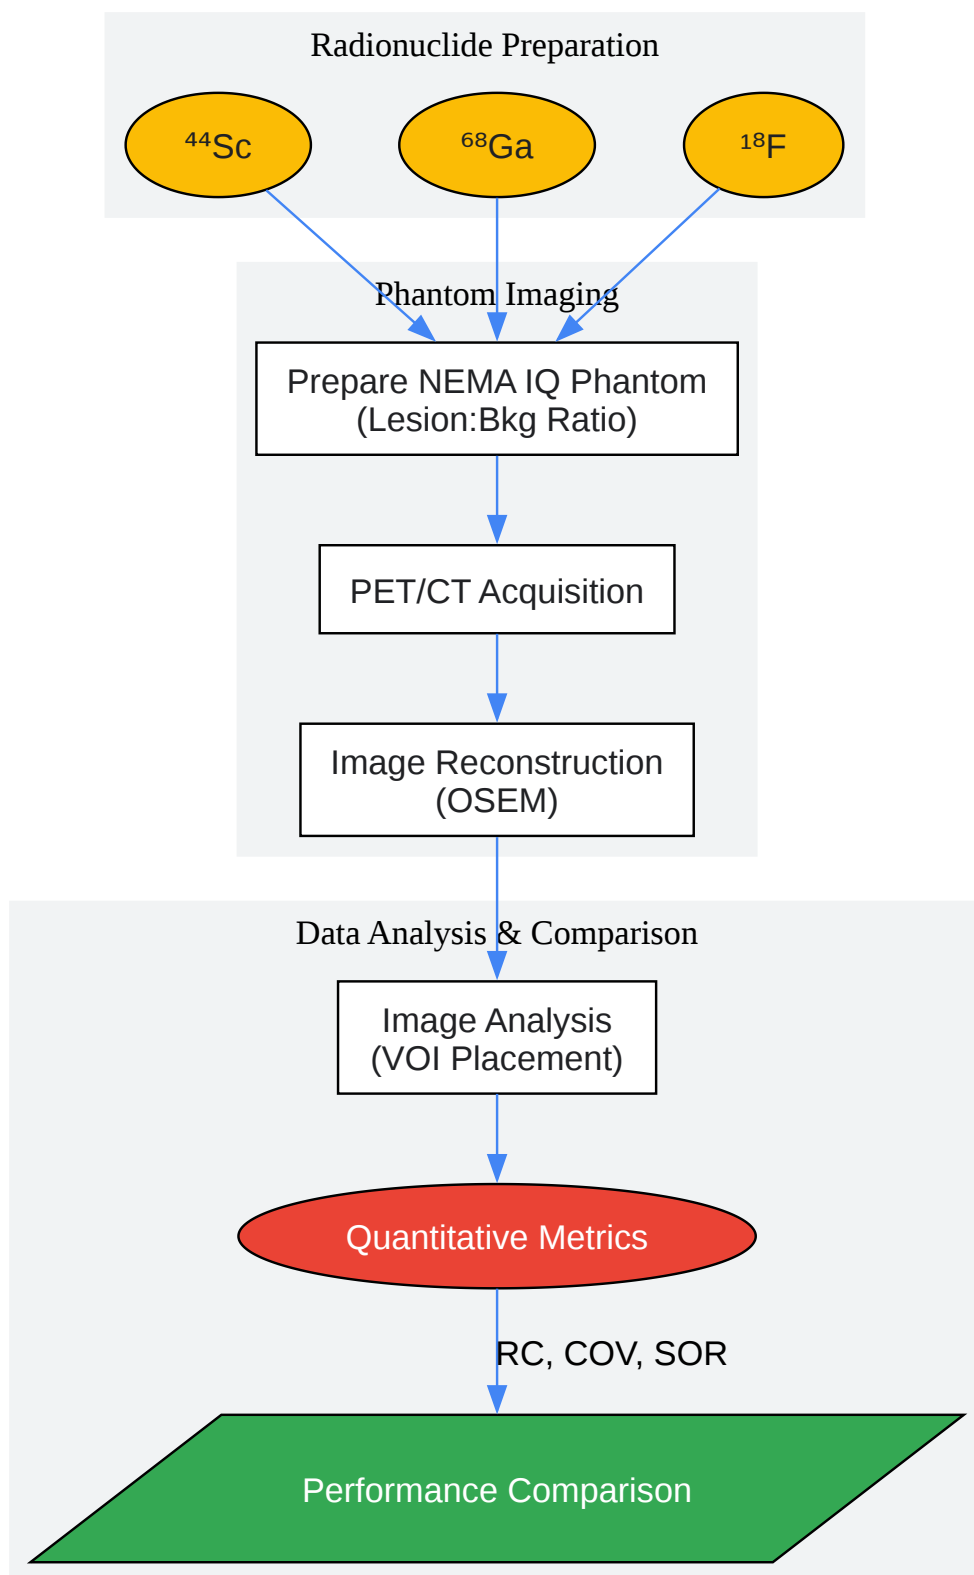 Radionuclide Preparation
⁴⁴Sc
⁶⁸Ga
¹⁸F
Phantom Imaging
Prepare NEMA IQ Phantom
(Lesion:Bkg Ratio)
PET/CT Acquisition
Image Reconstruction
(OSEM)
Data Analysis & Comparison
Image Analysis
(VOI Placement)
Quantitative Metrics
RC, COV, SOR
Performance Comparison